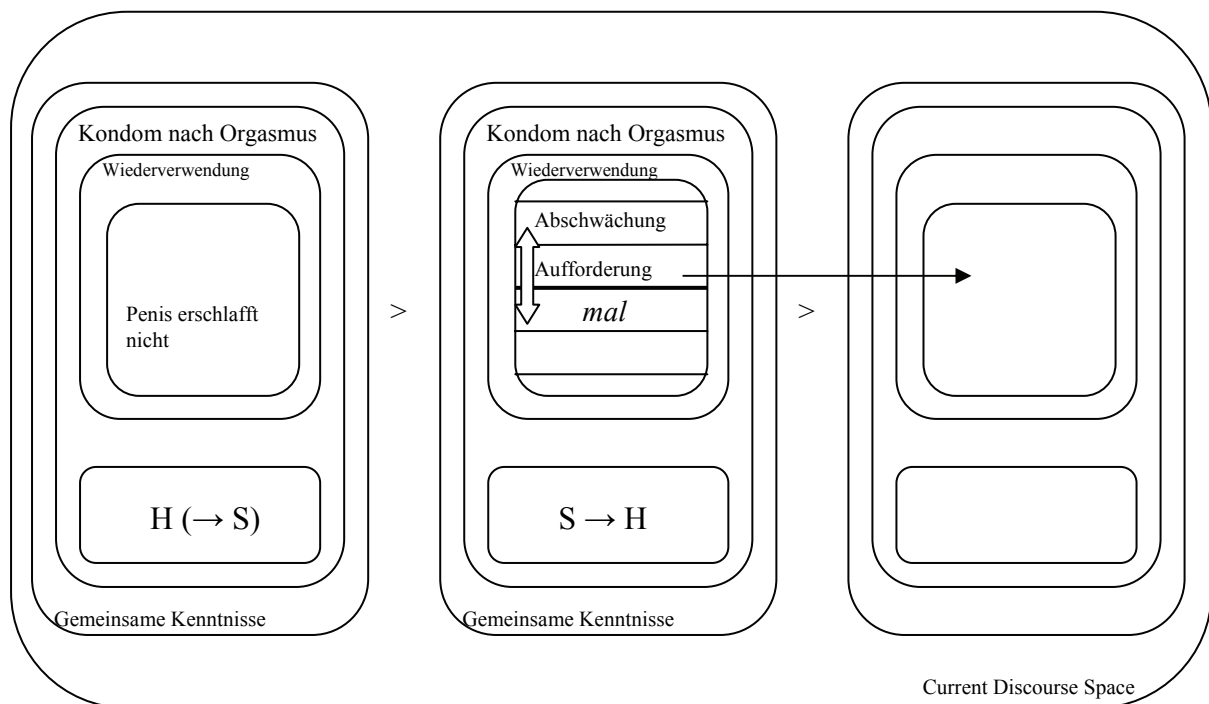 Kondom nach Orgasmus
Wiederverwendung
Penis erschlafft
nicht
H (→ S)
Gemeinsame Kenntnisse
>
Kondom nach Orgasmus
Wiederverwendung
Abschwächung
Aufforderung
mal
S → H
Gemeinsame Kenntnisse
>
Current Discourse Space